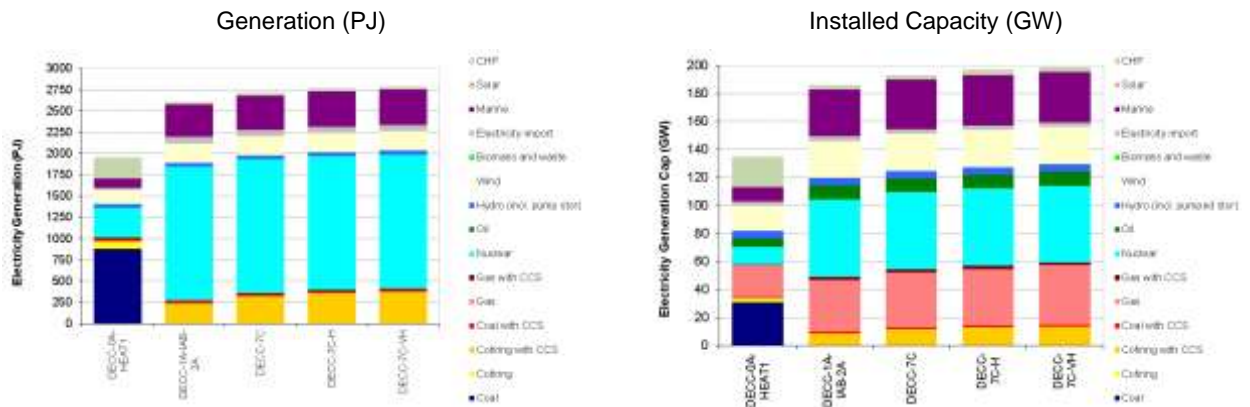 Generation (PJ)
Installed Capacity (GW)
Electricity Generation (PJ)
3000
2750
2500
2250
2000
1750
1500
1250
1000
750
500
250
0
DECC-0A-
HEAT1
DECC-1A-IAB-
2A
DECC-7C
DECC-7C-H
DECC-7C-VH
CHP
Solar
Marine
Electricity import
Biomass and waste
Wind
Hydro (incl. pump stor)
Oil
Nuclear
Gas with CCS
Gas
Coal with CCS
Cofiring with CCS
Cofiring
Coal
Electricity Generation Cap (GW)
200
180
160
140
120
100
80
60
40
20
0
DECC-0A-
HEAT1
DECC-1A-
IAB-2A
DECC-7C
DECC-
7C-H
DECC-
7C-VH
CHP
Solar
Marine
Electricity import
Biomass and waste
Wind
Hydro (incl. pumped stor)
Oil
Nuclear
Gas with CCS
Gas
Coal with CCS
Cofiring with CCS
Cofiring
Coal